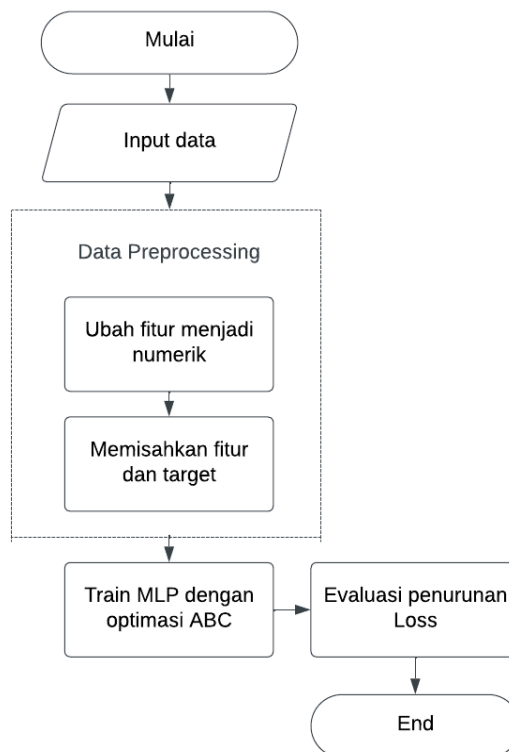 Mulai
Input data
Data Preprocessing
Ubah fitur menjadi
numerik
Memisahkan fitur
dan target
Train MLP dengan
optimasi ABC
Evaluasi penurunan
Loss
End